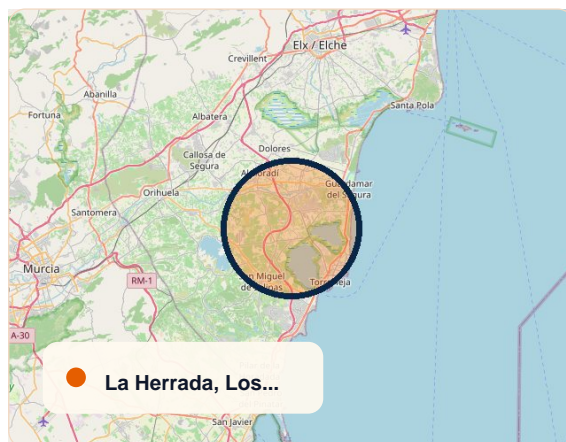 Elx / Elche
Crevillent
Abanilla
Santa Pola
Fortuna
Albatera
Dolores
Callosa de
Segura
Almoradí
Orihuela
Guardamar
del Segura
Santomera
Murcia
San Miguel
de Salinas
Torrevieja
RM-1
A-30
La Herrada, Los...
San Javier